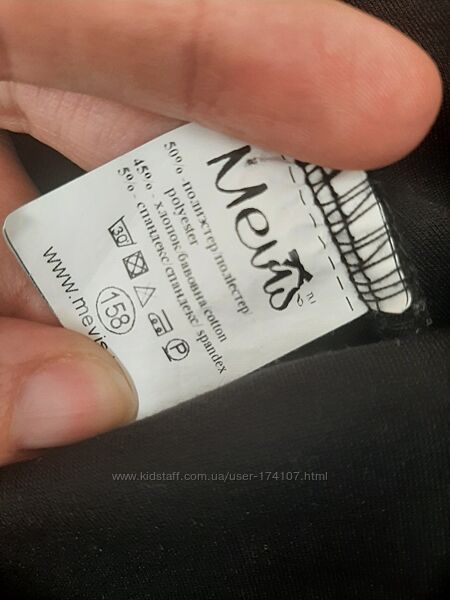 Mevis
TM
50% -полиэстер/поліестер/
polyester
45% - хлопок/бавовна/cotton
5% - спандекс/спандекс/ spandex
30
P
158
www.mevis.
www.kidstaff.com.ua/user-174107.html